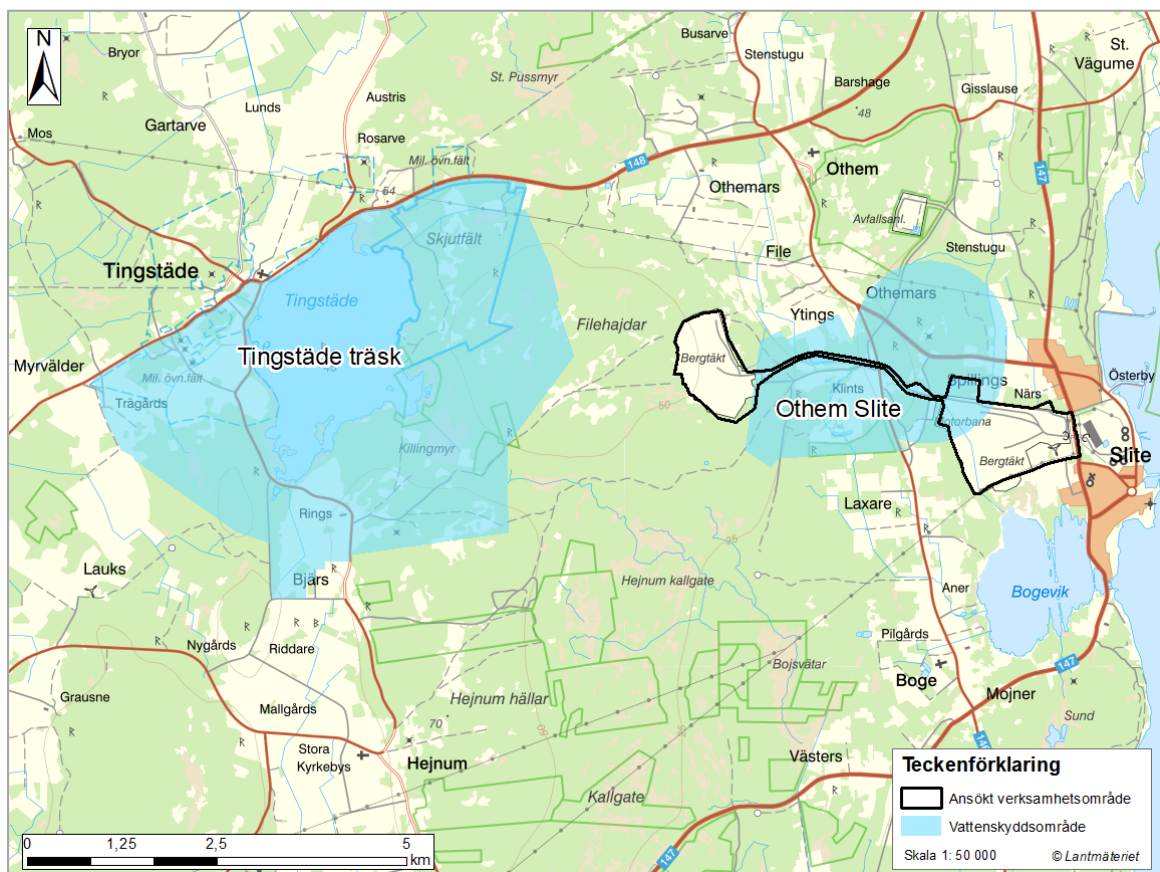 N
Bryor
Mos
Gartarve
Lunds
Austris
Rosarve
Mil. övn.fält
64
148
St. Pussmyr
Busarve
Stenstugu
Barshage
48
Gisslause
St.
Vägume
147
Othem
Othemars
Avfallsanl.
Stenstugu
File
Othemars
Ytings
Tingstäde
Tingstäde
Skjutfält
Tingstäde träsk
Myrvälder
Mil. övn.fält
Trägårds
Killingmyr
Filehajdar
Bergtäkt
50
Klints
Othem Slite
Spillings
Motorbana
Närs
Österby
Bergtäkt
Slite
Laxare
Rings
Bjärs
Lauks
Hejnum kallgate
Aner
Bogevik
Pilgårds
Boge
Nygårds
Riddare
Bojsvätar
Mojner
147
Sund
Grausne
Mallgårds
Hejnum hällar
70
Stora
Kyrkebys
Hejnum
Kallgate
Västers
147
Teckenförklaring
Ansökt verksamhetsområde
Vattenskyddsområde
Skala 1: 50 000
© Lantmäteriet
0 1,25 2,5 5
km